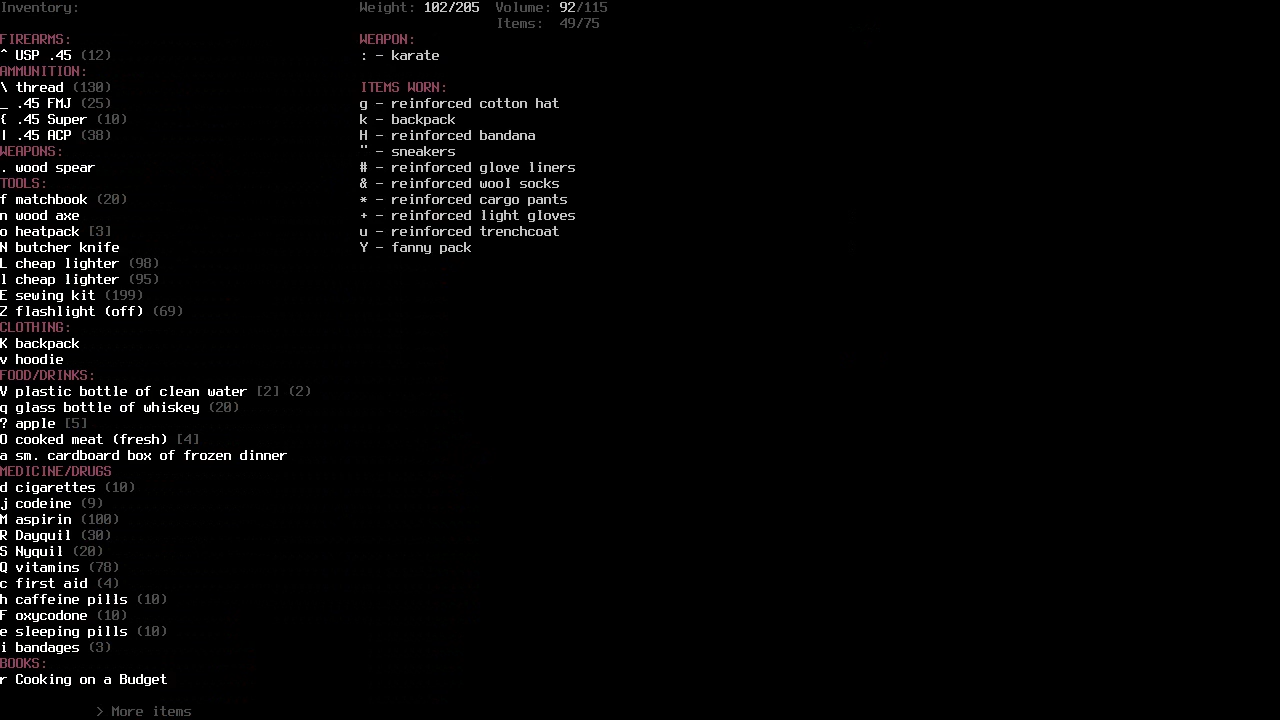 Inventory: Weight: 102/205 Volume: 92/115
Items: 49/75
FIREARMS:
^ USP .45 (12)
AMMUNITION:
\ thread (130)
_ .45 FMJ (25)
{ .45 Super (10)
| .45 ACP (38)
WEAPONS:
. wood spear
TOOLS:
f matchbook (20)
n wood axe
o heatpack [3]
N butcher knife
L cheap lighter (98)
l cheap lighter (95)
E sewing kit (199)
Z flashlight (off) (69)
CLOTHING:
K backpack
v hoodie
FOOD/DRINKS:
V plastic bottle of clean water [2] (2)
q glass bottle of whiskey (20)
? apple [5]
O cooked meat (fresh) [4]
a sm. cardboard box of frozen dinner
MEDICINE/DRUGS
d cigarettes (10)
j codeine (9)
M aspirin (100)
R Dayquil (30)
S Nyquil (20)
Q vitamins (78)
c first aid (4)
h caffeine pills (10)
F oxycodone (10)
e sleeping pills (10)
i bandages (3)
BOOKS:
r Cooking on a Budget
> More items
WEAPON:
: - karate
ITEMS WORN:
g - reinforced cotton hat
k - backpack
H - reinforced bandana
" - sneakers
# - reinforced glove liners
& - reinforced wool socks
* - reinforced cargo pants
+ - reinforced light gloves
u - reinforced trenchcoat
Y - fanny pack